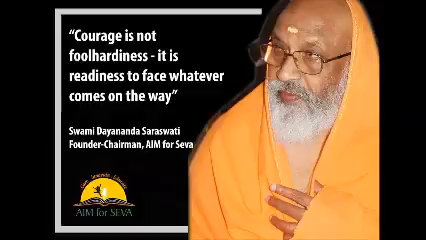 “Courage is not
foolhardiness - it is
readiness to face whatever
comes on the way”
Swami Dayananda Saraswati
Founder-Chairman, AIM for Seva
AIM for SEVA